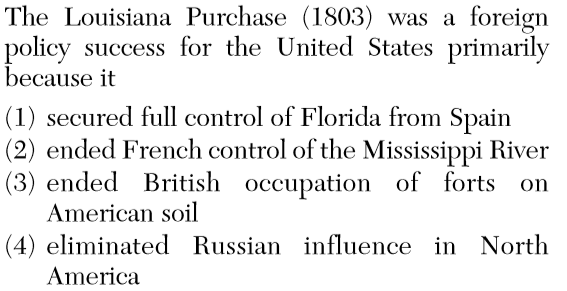 The Louisiana Purchase (1803) was a foreign
policy success for the United States primarily
because it
(1) secured full control of Florida from Spain
(2) ended French control of the Mississippi River
(3) ended British occupation of forts on
American soil
(4) eliminated Russian influence in North
America